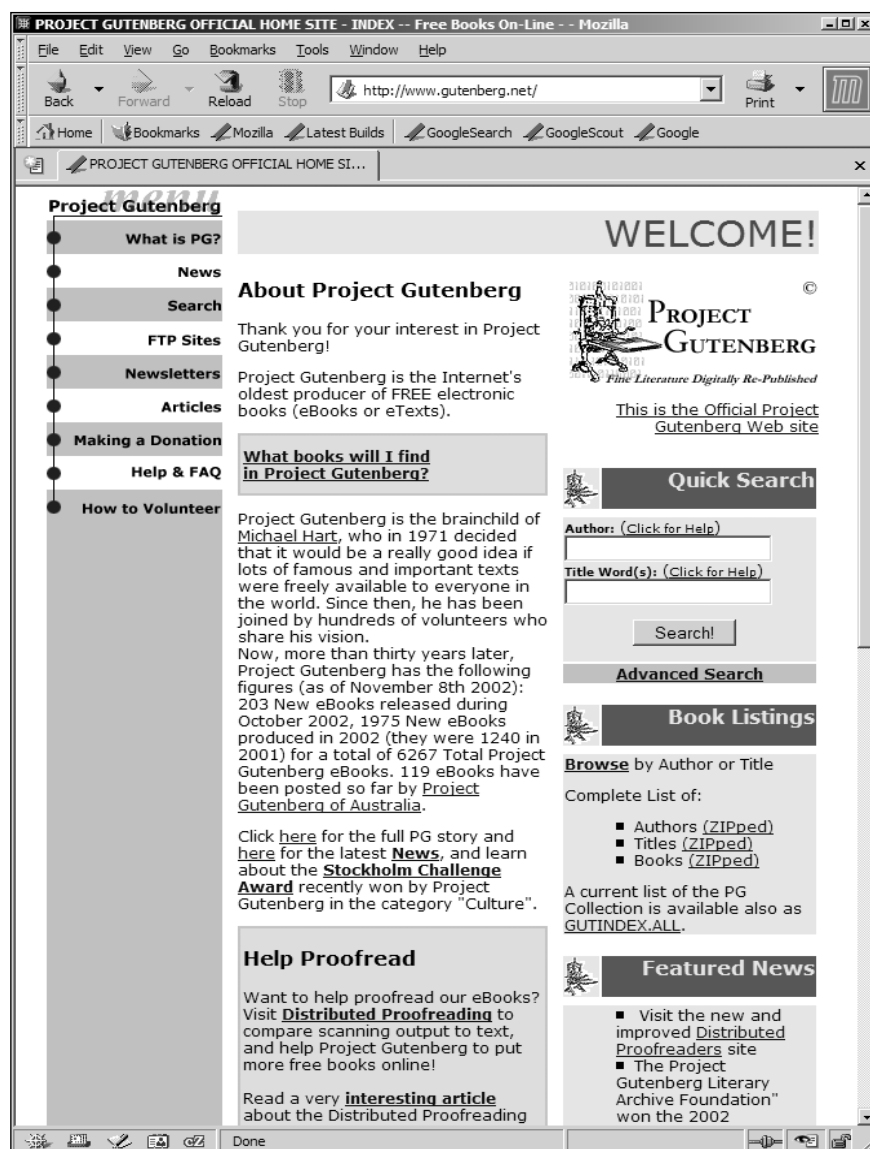 PROJECT GUTENBERG OFFICIAL HOME SITE - INDEX -- Free Books On-Line - - Mozilla
File Edit View Go Bookmarks Tools Window Help
Back Forward Reload Stop http://www.gutenberg.net/ Print
Home Bookmarks Mozilla Latest Builds GoogleSearch GoogleScout Google
PROJECT GUTENBERG OFFICIAL HOME SI...
menu
Project Gutenberg
What is PG?
News
Search
FTP Sites
Newsletters
Articles
Making a Donation
Help & FAQ
How to Volunteer
WELCOME!
About Project Gutenberg
Thank you for your interest in Project
Gutenberg!
Project Gutenberg is the Internet's
oldest producer of FREE electronic
books (eBooks or eTexts).
What books will I find
in Project Gutenberg?
Project Gutenberg is the brainchild of
Michael Hart, who in 1971 decided
that it would be a really good idea if
lots of famous and important texts
were freely available to everyone in
the world. Since then, he has been
joined by hundreds of volunteers who
share his vision.
Now, more than thirty years later,
Project Gutenberg has the following
figures (as of November 8th 2002):
203 New eBooks released during
October 2002, 1975 New eBooks
produced in 2002 (they were 1240 in
2001) for a total of 6267 Total Project
Gutenberg eBooks. 119 eBooks have
been posted so far by Project
Gutenberg of Australia.
Click here for the full PG story and
here for the latest News, and learn
about the Stockholm Challenge
Award recently won by Project
Gutenberg in the category "Culture".
Help Proofread
Want to help proofread our eBooks?
Visit Distributed Proofreading to
compare scanning output to text,
and help Project Gutenberg to put
more free books online!
Read a very interesting article
about the Distributed Proofreading
©
PROJECT
GUTENBERG
Fine Literature Digitally Re-Published
This is the Official Project
Gutenberg Web site
Quick Search
Author: (Click for Help)
Title Word(s): (Click for Help)
Search!
Advanced Search
Book Listings
Browse by Author or Title
Complete List of:
Authors (ZIPped)
Titles (ZIPped)
Books (ZIPped)
A current list of the PG
Collection is available also as
GUTINDEX.ALL.
Featured News
Visit the new and
improved Distributed
Proofreaders site
The Project
Gutenberg Literary
Archive Foundation"
won the 2002
Done